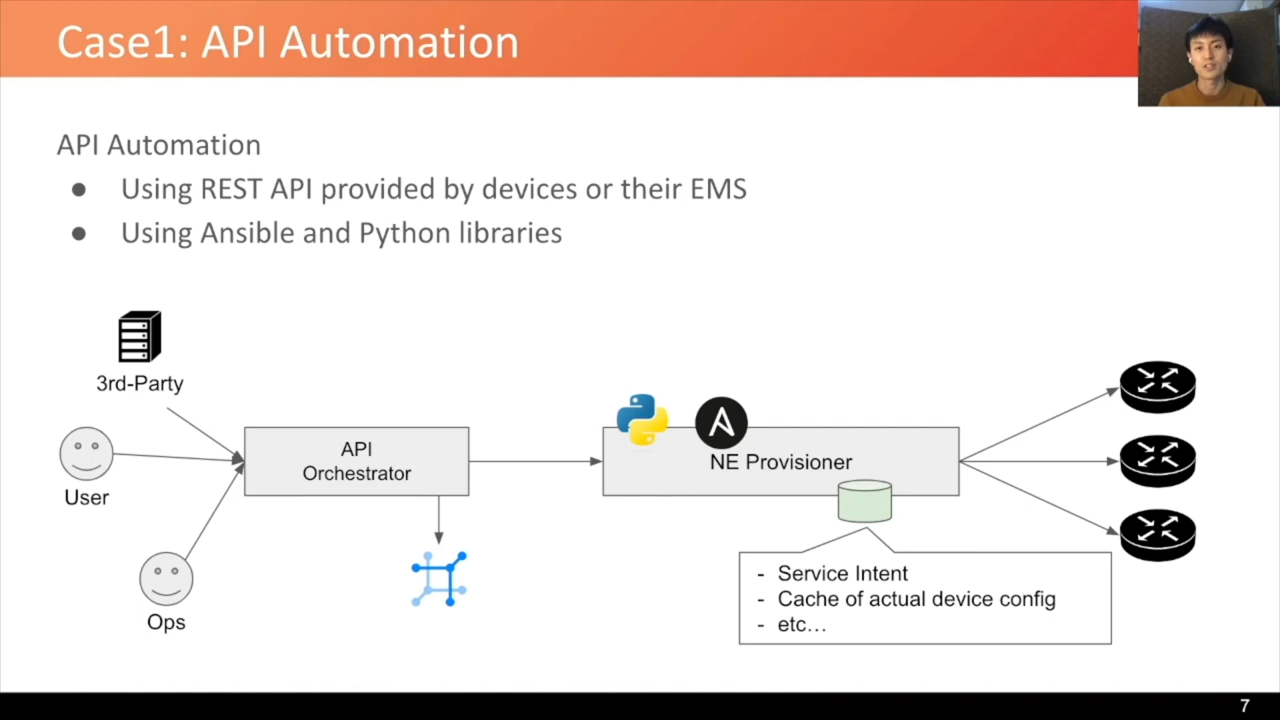 Case1: API Automation
API Automation
● Using REST API provided by devices or their EMS
● Using Ansible and Python libraries
3rd-Party
User
Ops
API
Orchestrator
NE Provisioner
- Service Intent
- Cache of actual device config
- etc…
7